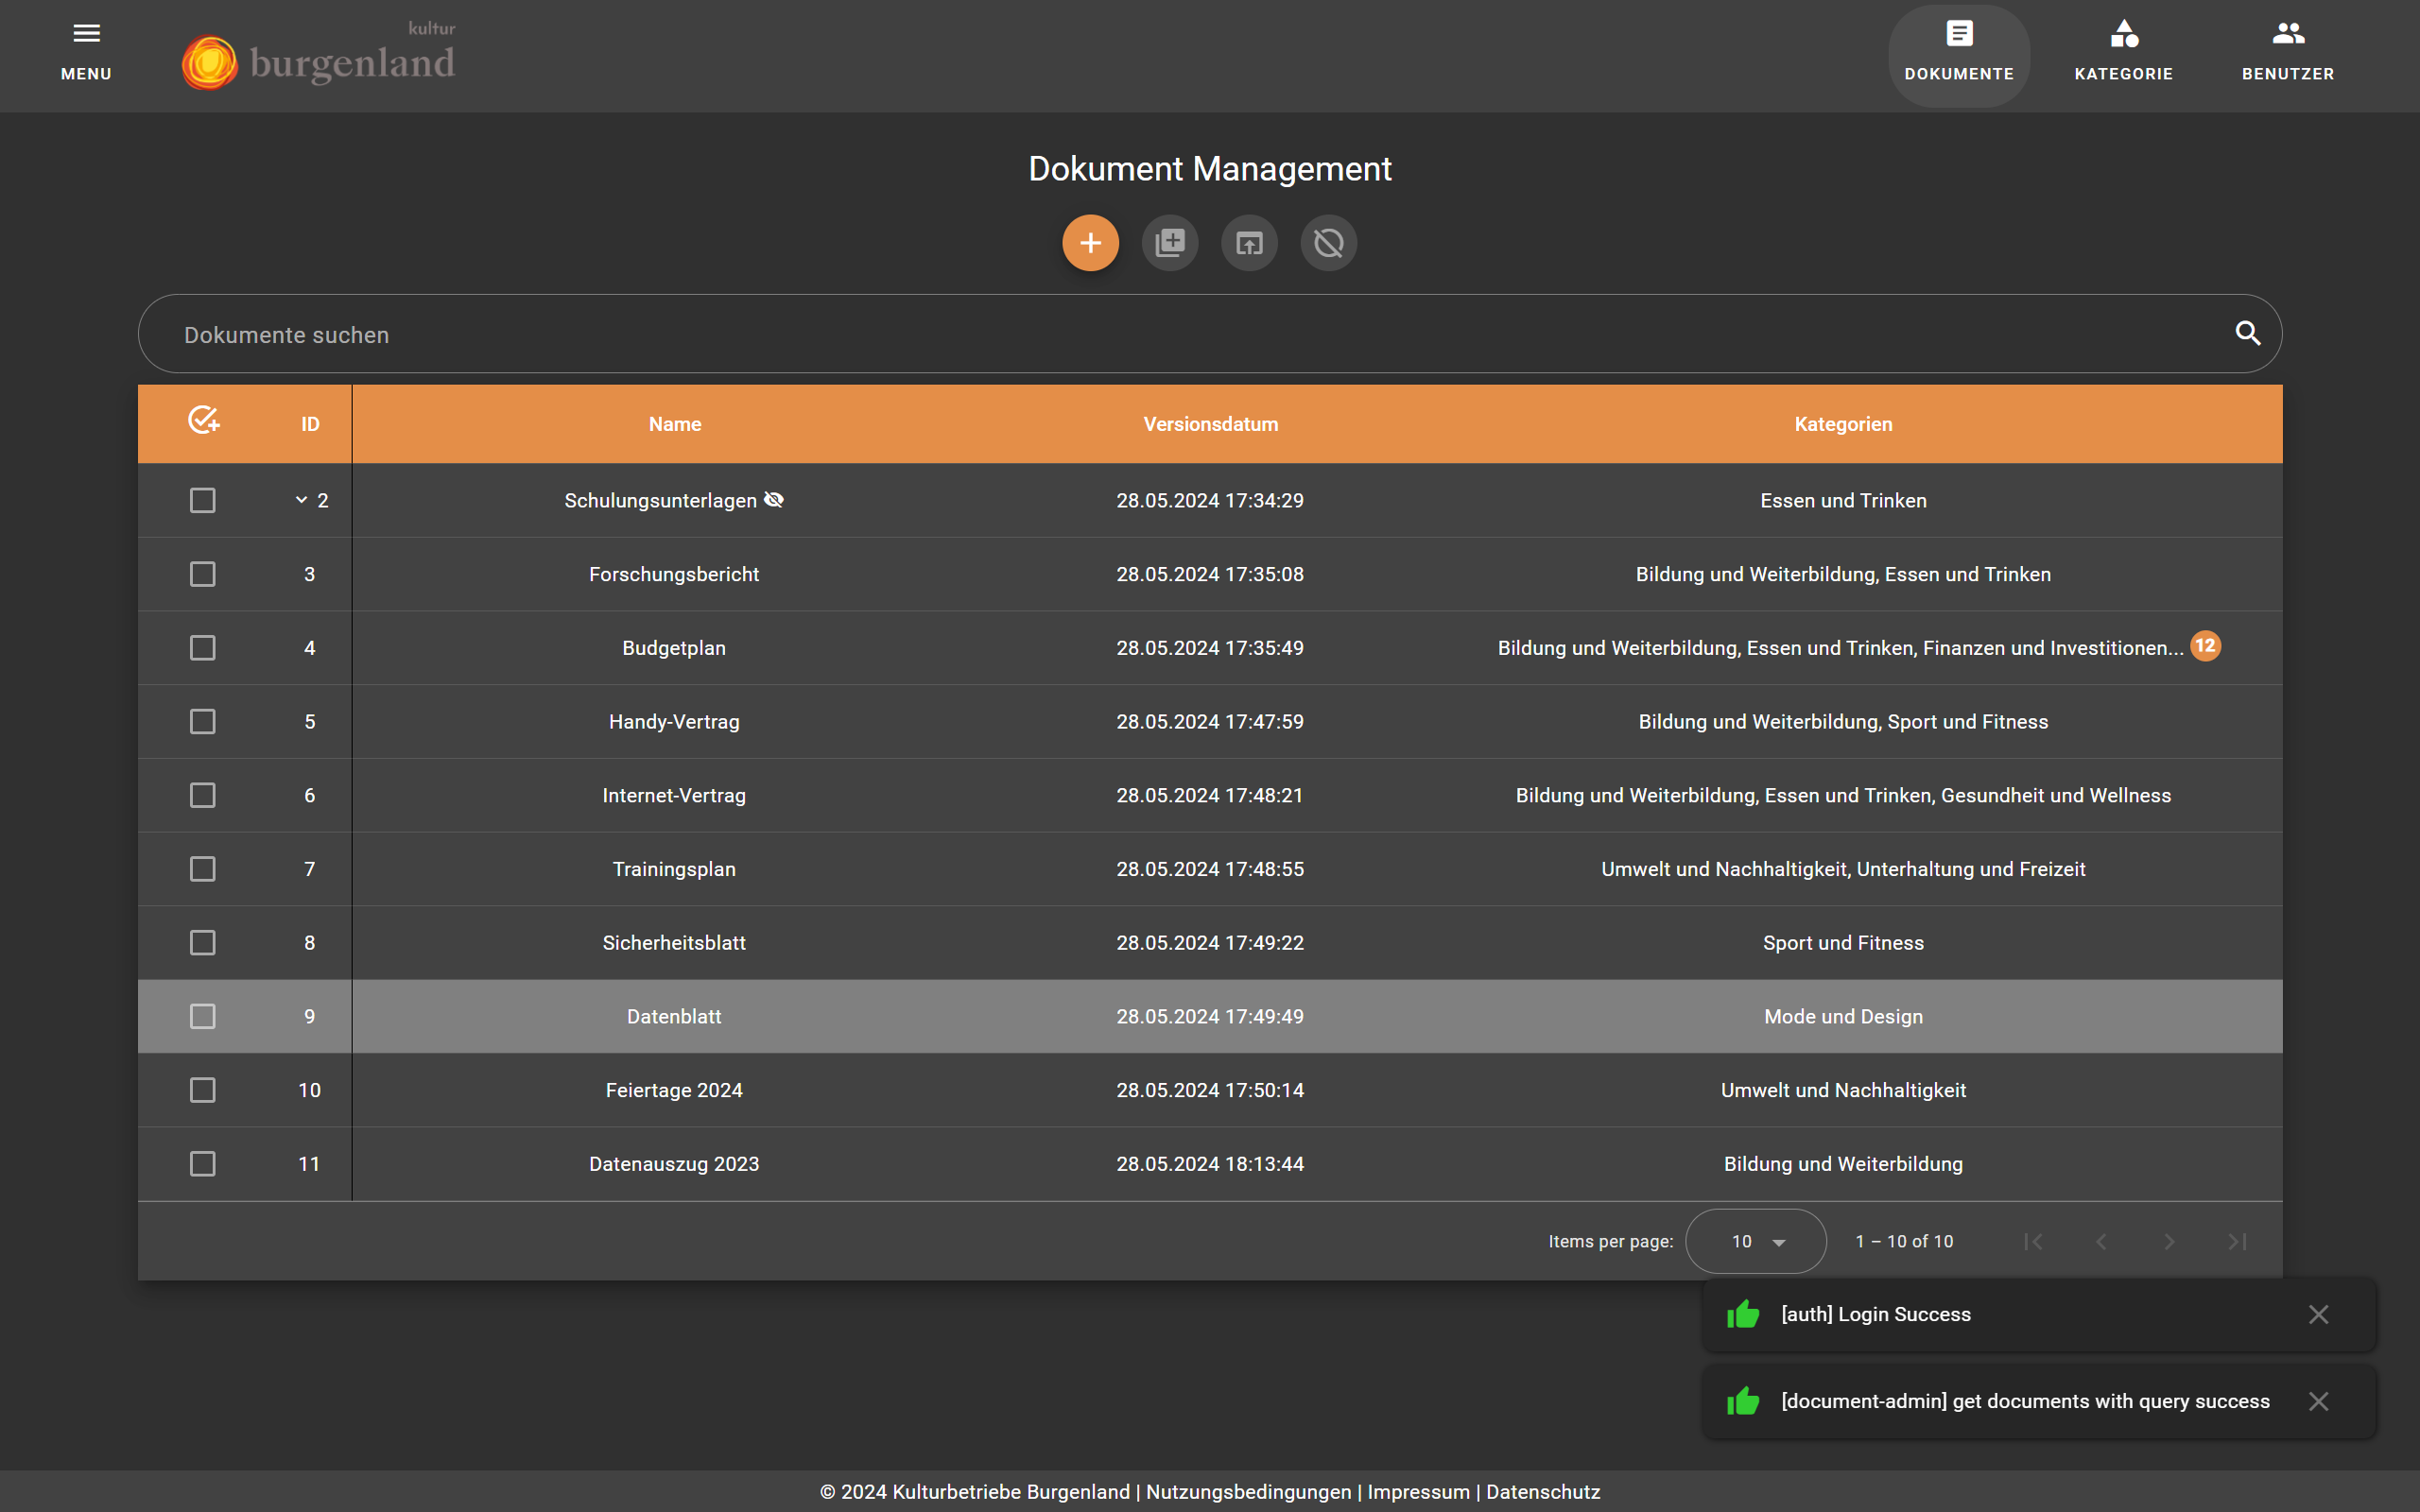 MENU
kultur
burgenland
DOKUMENTE
KATEGORIE
BENUTZER
Dokument Management
Dokumente suchen
ID Name Versionsdatum Kategorien
2 Schulungsunterlagen 28.05.2024 17:34:29 Essen und Trinken
3 Forschungsbericht 28.05.2024 17:35:08 Bildung und Weiterbildung, Essen und Trinken
4 Budgetplan 28.05.2024 17:35:49 Bildung und Weiterbildung, Essen und Trinken, Finanzen und Investitionen... 12
5 Handy-Vertrag 28.05.2024 17:47:59 Bildung und Weiterbildung, Sport und Fitness
6 Internet-Vertrag 28.05.2024 17:48:21 Bildung und Weiterbildung, Essen und Trinken, Gesundheit und Wellness
7 Trainingsplan 28.05.2024 17:48:55 Umwelt und Nachhaltigkeit, Unterhaltung und Freizeit
8 Sicherheitsblatt 28.05.2024 17:49:22 Sport und Fitness
9 Datenblatt 28.05.2024 17:49:49 Mode und Design
10 Feiertage 2024 28.05.2024 17:50:14 Umwelt und Nachhaltigkeit
11 Datenauszug 2023 28.05.2024 18:13:44 Bildung und Weiterbildung
Items per page: 10 1 – 10 of 10
[auth] Login Success
[document-admin] get documents with query success
© 2024 Kulturbetriebe Burgenland | Nutzungsbedingungen | Impressum | Datenschutz